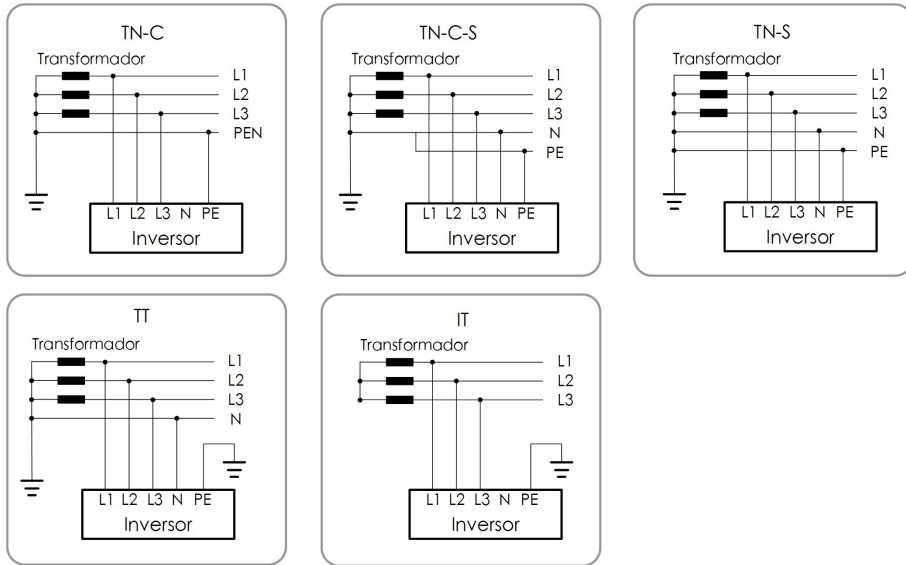 TN-C
Transformador
L1
L2
L3
PEN
L1 L2 L3 N PE
Inversor
TN-C-S
Transformador
L1
L2
L3
N
PE
L1 L2 L3 N PE
Inversor
TN-S
Transformador
L1
L2
L3
N
PE
L1 L2 L3 N PE
Inversor
TT
Transformador
L1
L2
L3
N
L1 L2 L3 N PE
Inversor
IT
Transformador
L1
L2
L3
L1 L2 L3 N PE
Inversor